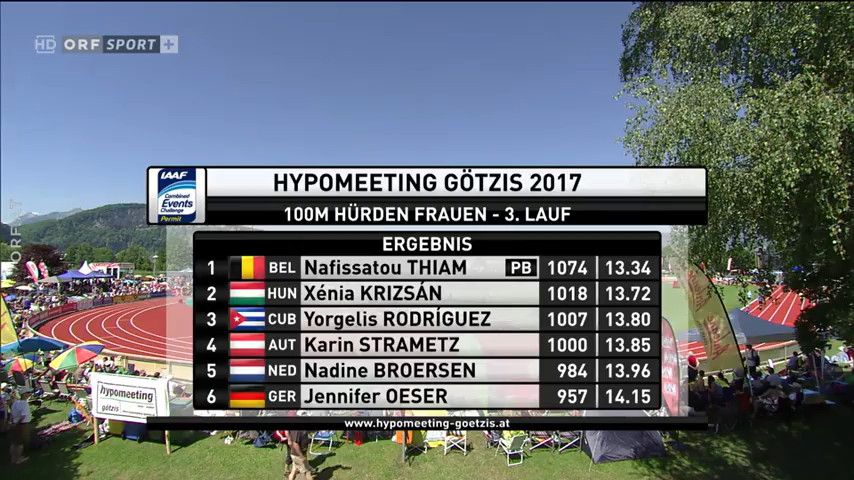 HD ORF SPORT +
IAAF
Combined
Events
Challenge
Permit
HYPOMEETING GÖTZIS 2017
100M HÜRDEN FRAUEN - 3. LAUF
ERGEBNIS
1 BEL Nafissatou THIAM PB 1074 13.34
2 HUN Xénia KRIZSÁN 1018 13.72
3 CUB Yorgelis RODRÍGUEZ 1007 13.80
4 AUT Karin STRAMETZ 1000 13.85
5 NED Nadine BROERSEN 984 13.96
6 GER Jennifer OESER 957 14.15
www.hypomeeting-goetzis.at
hypomeeting
götzis